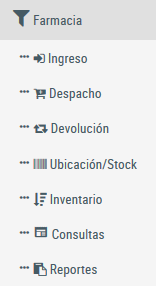 Farmacia
Ingreso
Despacho
Devolución
Ubicación/Stock
Inventario
Consultas
Reportes